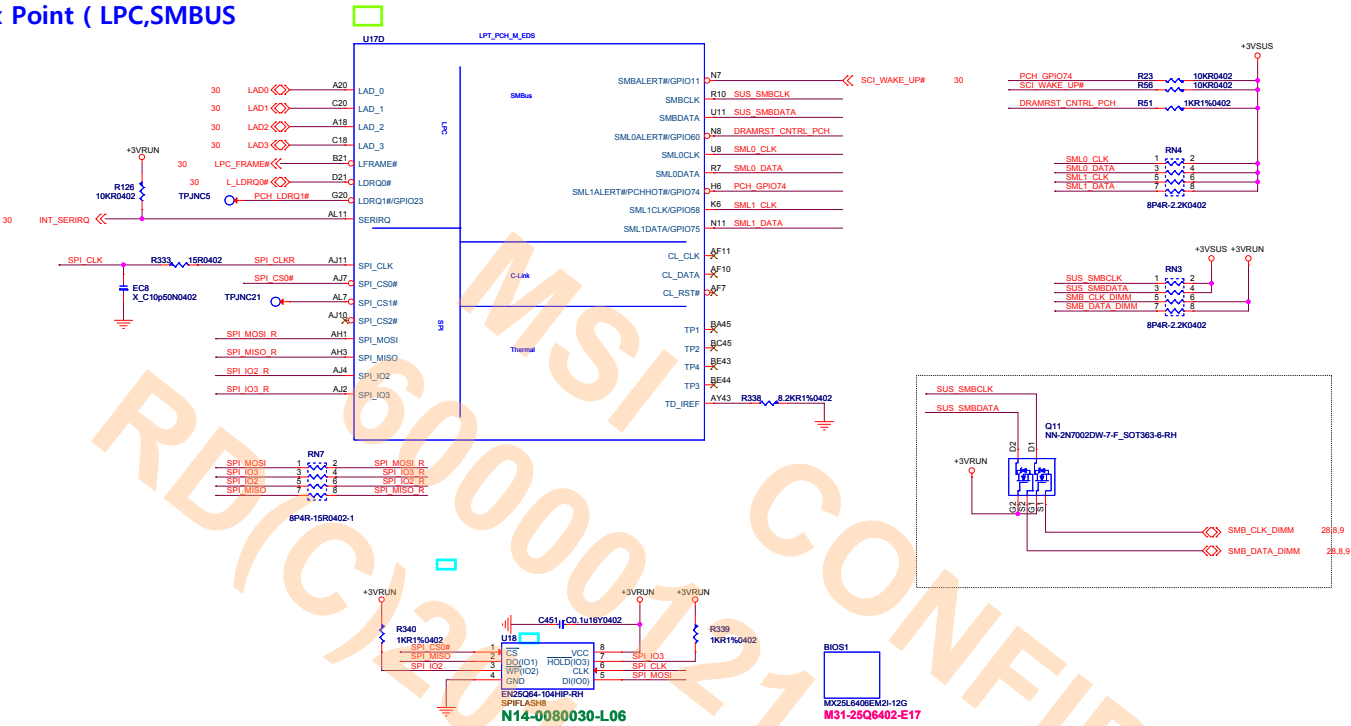 x Point ( LPC,SMBUS
U17D
LPT_PCH_M_EDS
30 LAD0 A20 LAD_0
30 LAD1 C20 LAD_1
30 LAD2 A18 LAD_2
30 LAD3 C18 LAD_3
30 LPC_FRAME# B21 LFRAME#
30 L_LDRQ0# D21 LDRQ0#
TPJNC5 PCH_LDRQ1# G20 LDRQ1#/GPIO23
30 INT_SERIRQ AL11 SERIRQ
+3VRUN
R126
10KR0402
LPC
SMBus
C-Link
SPI
Thermal
SPI_CLK R333 15R0402 SPI_CLKR AJ11 SPI_CLK
SPI_CS0# AJ7 SPI_CS0#
TPJNC21 AL7 SPI_CS1#
AJ10 SPI_CS2#
SPI_MOSI_R AH1 SPI_MOSI
SPI_MISO_R AH3 SPI_MISO
SPI_IO2_R AJ4 SPI_IO2
SPI_IO3_R AJ2 SPI_IO3
EC8
X_C10p50N0402
SMBALERT#/GPIO11 N7 SCI_WAKE_UP# 30
SMBCLK R10 SUS_SMBCLK
SMBDATA U11 SUS_SMBDATA
SML0ALERT#/GPIO60 N8 DRAMRST_CNTRL_PCH
SML0CLK U8 SML0_CLK
SML0DATA R7 SML0_DATA
SML1ALERT#/PCHHOT#/GPIO74 H6 PCH_GPIO74
SML1CLK/GPIO58 K6 SML1_CLK
SML1DATA/GPIO75 N11 SML1_DATA
CL_CLK AF11
CL_DATA AF10
CL_RST# AF7
TP1 BA45
TP2 BC45
TP4 BE43
TP3 BE44
TD_IREF AY43 R338 8.2KR1%0402
+3VSUS
PCH_GPIO74 R23 10KR0402
SCI_WAKE_UP# R56 10KR0402
DRAMRST_CNTRL_PCH R51 1KR1%0402
RN4
SML0_CLK 1 2
SML0_DATA 3 4
SML1_CLK 5 6
SML1_DATA 7 8
8P4R-2.2K0402
+3VSUS +3VRUN
RN3
SUS_SMBCLK 1 2
SUS_SMBDATA 3 4
SMB_CLK_DIMM 5 6
SMB_DATA_DIMM 7 8
8P4R-2.2K0402
SUS_SMBCLK
SUS_SMBDATA
Q11
NN-2N7002DW-7-F_SOT363-6-RH
+3VRUN
D2 D1
G2 S2 G1 S1
SMB_CLK_DIMM 28,8,9
SMB_DATA_DIMM 28,8,9
RN7
SPI_MOSI 1 2 SPI_MOSI_R
SPI_IO3 3 4 SPI_IO3_R
SPI_IO2 5 6 SPI_IO2_R
SPI_MISO 7 8 SPI_MISO_R
8P4R-15R0402-1
+3VRUN +3VRUN +3VRUN
C451 C0.1u16Y0402
R340
1KR1%0402
R339
1KR1%0402
U18
SPI_CS0# 1 CS VCC 8
SPI_MISO 2 DO(IO1) HOLD(IO3) 7 SPI_IO3
SPI_IO2 3 WP(IO2) CLK 6 SPI_CLK
4 GND DI(IO0) 5 SPI_MOSI
EN25Q64-104HIP-RH
SPIFLASH8
N14-0080030-L06
BIOS1
MX25L6406EM2I-12G
M31-25Q6402-E17
MSI CONFI
60000121
RD(C)201